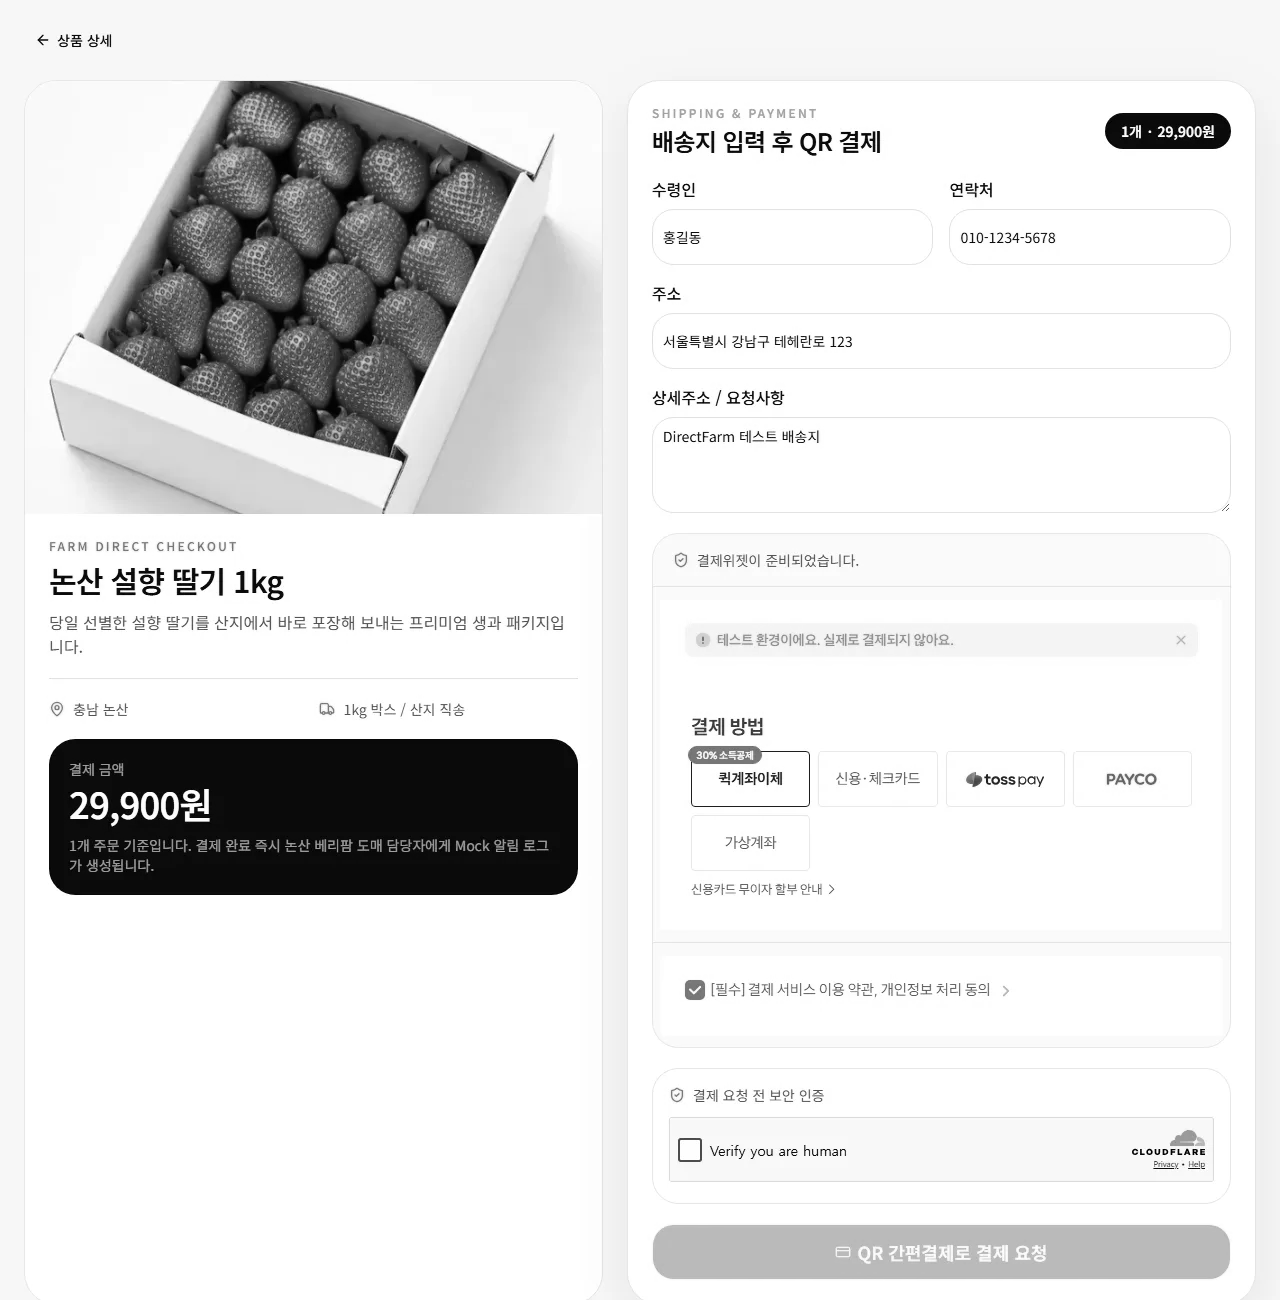 상품 상세
FARM DIRECT CHECKOUT
논산 설향 딸기 1kg
당일 선별한 설향 딸기를 산지에서 바로 포장해 보내는 프리미엄 생과 패키지입
니다.
충남 논산
1kg 박스 / 산지 직송
결제 금액
29,900원
1개 주문 기준입니다. 결제 완료 즉시 논산 베리팜 도매 담당자에게 Mock 알림 로그
가 생성됩니다.
SHIPPING & PAYMENT
배송지 입력 후 QR 결제
1개 · 29,900원
수령인
연락처
홍길동
010-1234-5678
주소
서울특별시 강남구 테헤란로 123
상세주소 / 요청사항
DirectFarm 테스트 배송지
결제위젯이 준비되었습니다.
테스트 환경이에요. 실제로 결제되지 않아요.
결제 방법
30% 소득공제
퀵계좌이체
신용·체크카드
toss pay
PAYCO
가상계좌
신용카드 무이자 할부 안내
[필수] 결제 서비스 이용 약관, 개인정보 처리 동의
결제 요청 전 보안 인증
Verify you are human
CLOUDFLARE
Privacy • Help
QR 간편결제로 결제 요청